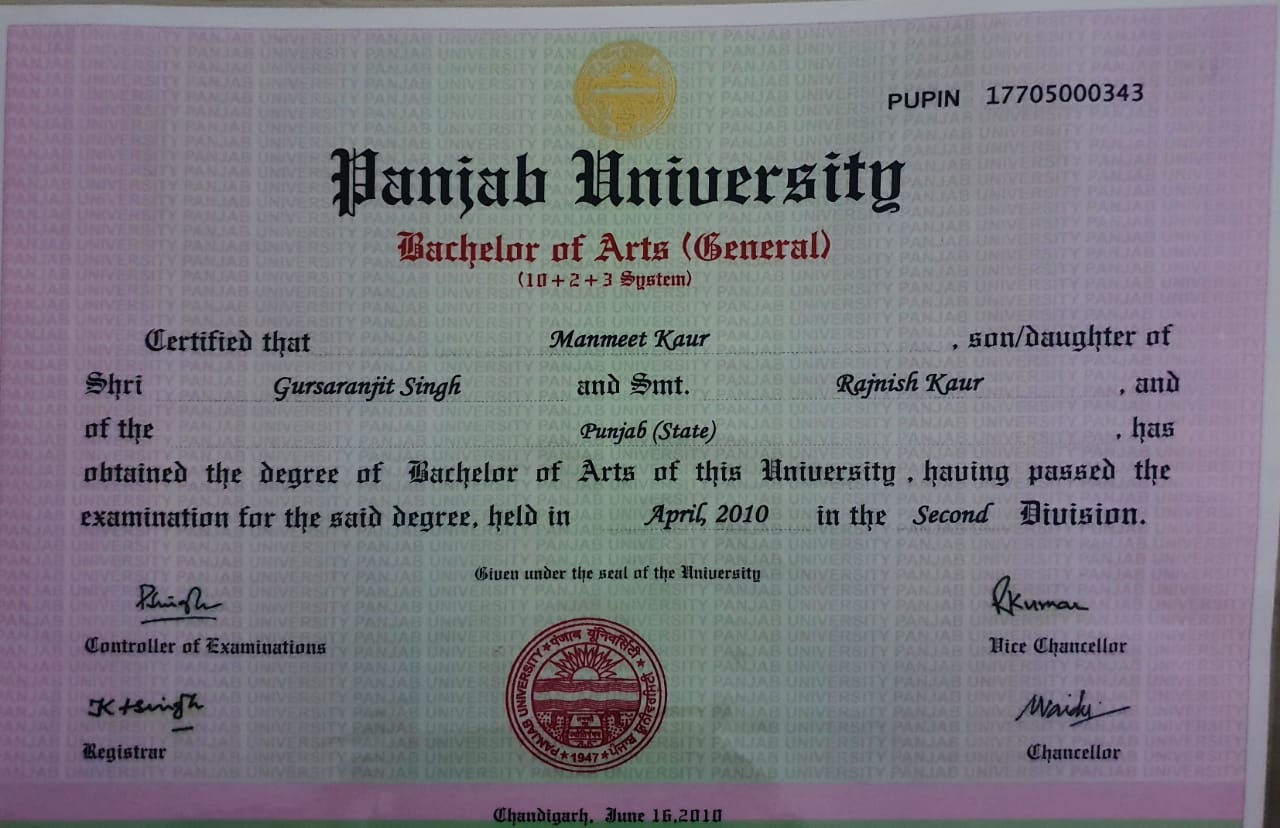 PUPIN 17705000343
Panjab University
Bachelor of Arts (General)
(10+2+3 System)
Certified that Manmeet Kaur , son/daughter of
Shri Gursaranjit Singh and Smt. Rajnish Kaur , and
of the Punjab (State) , has
obtained the degree of Bachelor of Arts of this University , having passed the
examination for the said degree, held in April, 2010 in the Second Division.
Given under the seal of the University
Controller of Examinations
RKumar
Vice Chancellor
Registrar
Chancellor
पंजाब यूनिवर्सिटी
PANJAB UNIVERSITY
ਪੰਜਾਬ ਯੂਨੀਵਰਸਿਟੀ
1947
Chandigarh, June 16,2010